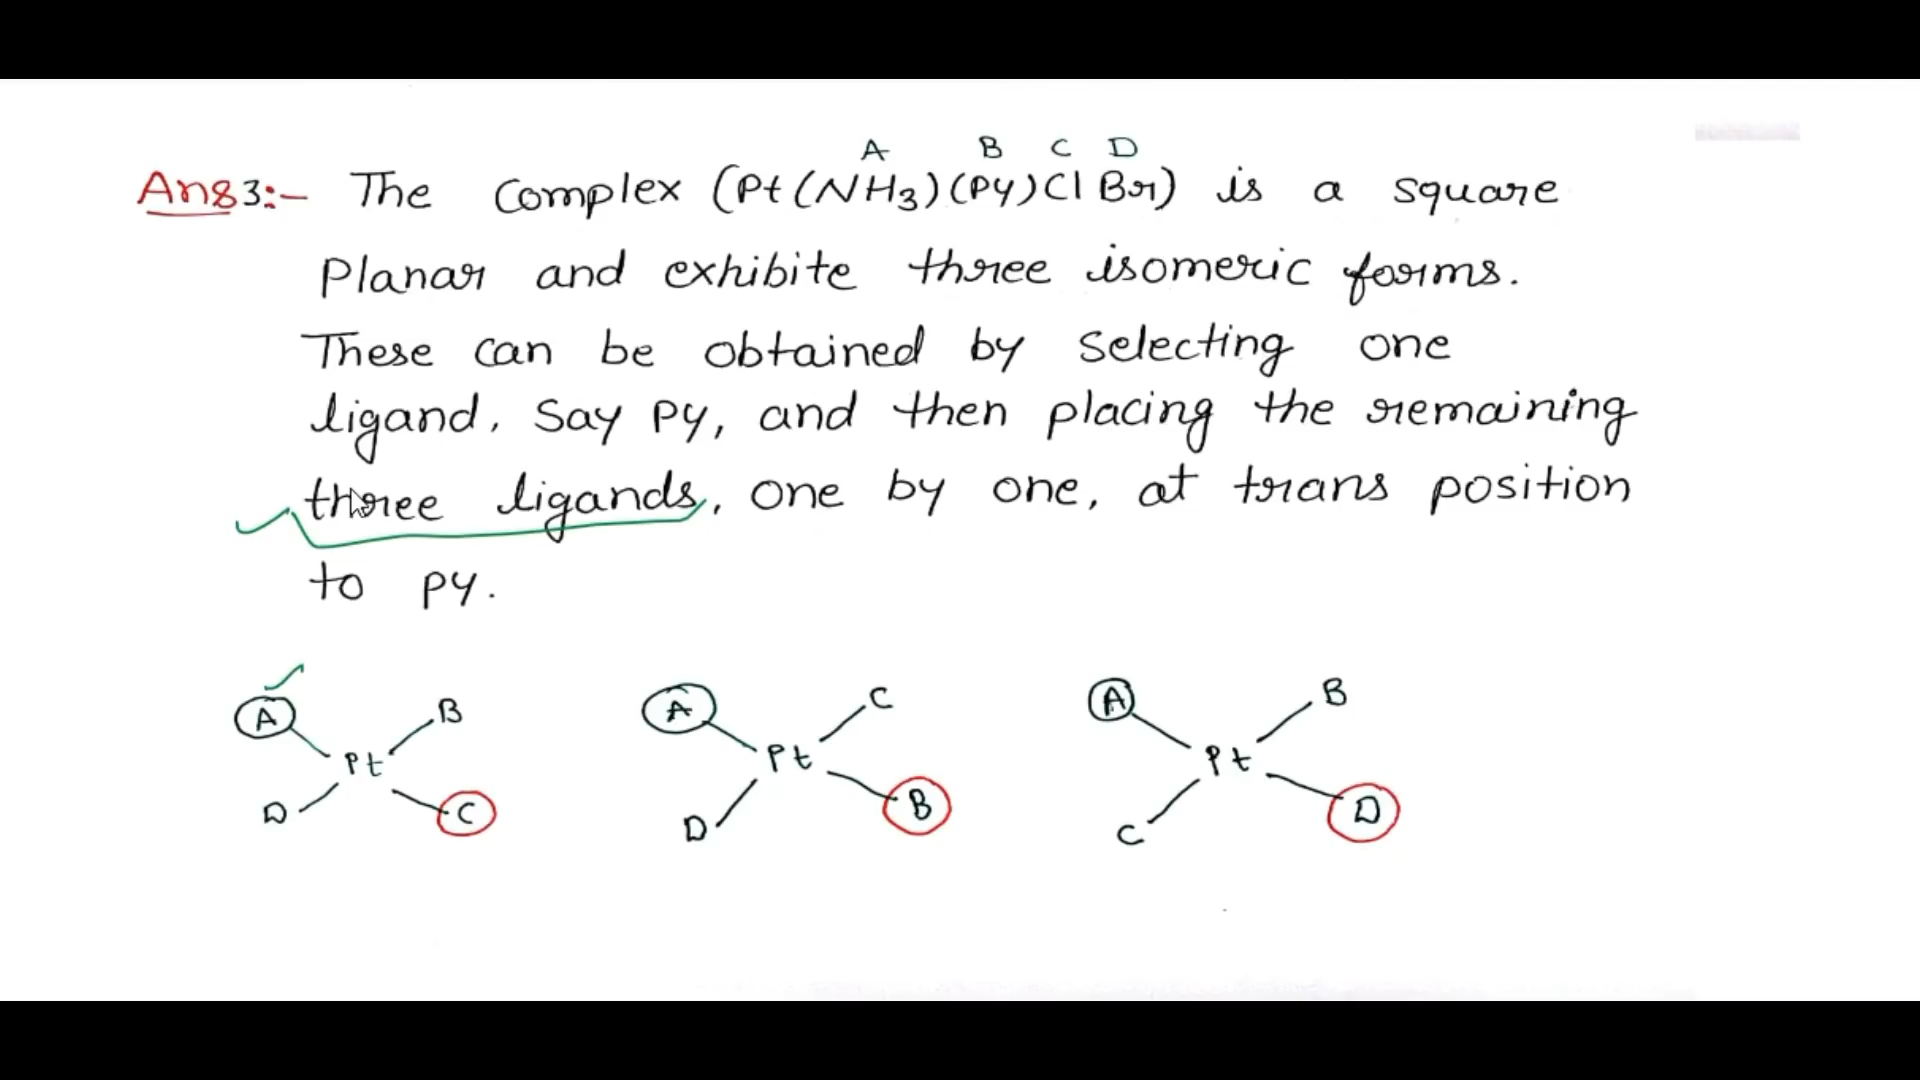 A B C D
Ans3:- The complex (Pt(NH3)(PY)Cl Br) is a square
Planar and exhibite three isomeric forms.
These can be obtained by selecting one
ligand, Say PY, and then placing the remaining
three ligands, one by one, at trans position
to PY.
A B A C A B
Pt Pt Pt
D C D B C D